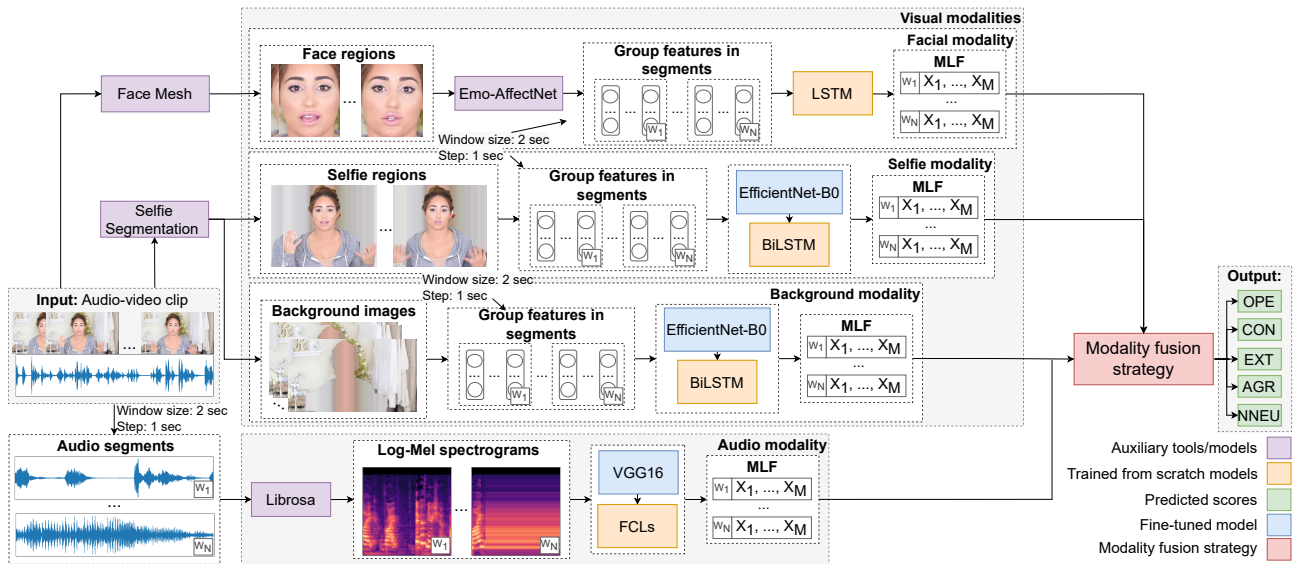 Visual modalities
Facial modality
Face regions
...
Group features in
segments
MLF
Face Mesh
Emo-AffectNet
... ... ...
W1
WN
LSTM
W1 X1, ..., XM
...
WN X1, ..., XM
Window size: 2 sec
Step: 1 sec
Selfie modality
Selfie regions
...
Group features in
segments
EfficientNet-B0
MLF
Selfie
Segmentation
... ... ...
W1
WN
BiLSTM
W1 X1, ..., XM
...
WN X1, ..., XM
Window size: 2 sec
Step: 1 sec
Background modality
Input: Audio-video clip
...
Background images
Group features in
segments
EfficientNet-B0
MLF
... ... ...
W1
WN
BiLSTM
W1 X1, ..., XM
...
WN X1, ..., XM
Modality fusion
strategy
Output:
OPE
CON
EXT
AGR
NNEU
Window size: 2 sec
Step: 1 sec
Audio segments
W1
...
WN
Audio modality
Librosa
Log-Mel spectrograms
W1
...
WN
VGG16
FCLs
MLF
W1 X1, ..., XM
...
WN X1, ..., XM
Auxiliary tools/models
Trained from scratch models
Predicted scores
Fine-tuned model
Modality fusion strategy